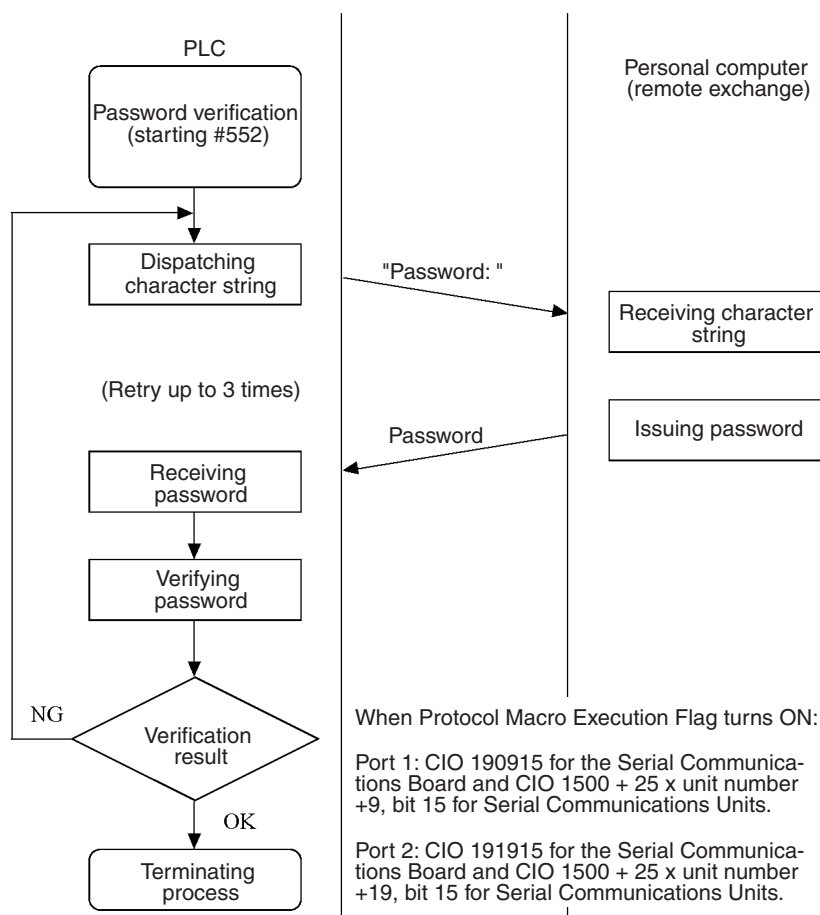 PLC
Personal computer
(remote exchange)
Password verification
(starting #552)
Dispatching
character string
"Password: "
Receiving character
string
(Retry up to 3 times)
Password
Issuing password
Receiving
password
Verifying
password
NG
Verification
result
OK
Terminating
process
When Protocol Macro Execution Flag turns ON:
Port 1: CIO 190915 for the Serial Communica-
tions Board and CIO 1500 + 25 x unit number
+9, bit 15 for Serial Communications Units.
Port 2: CIO 191915 for the Serial Communica-
tions Board and CIO 1500 + 25 x unit number
+19, bit 15 for Serial Communications Units.